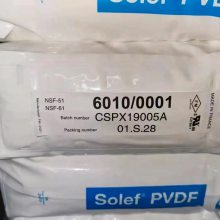 Solef® PVDF
NSF-51
NSF-61
6010/0001
Batch number
CSPX19005A
Packing number
01.S.28
Solef® PVDF